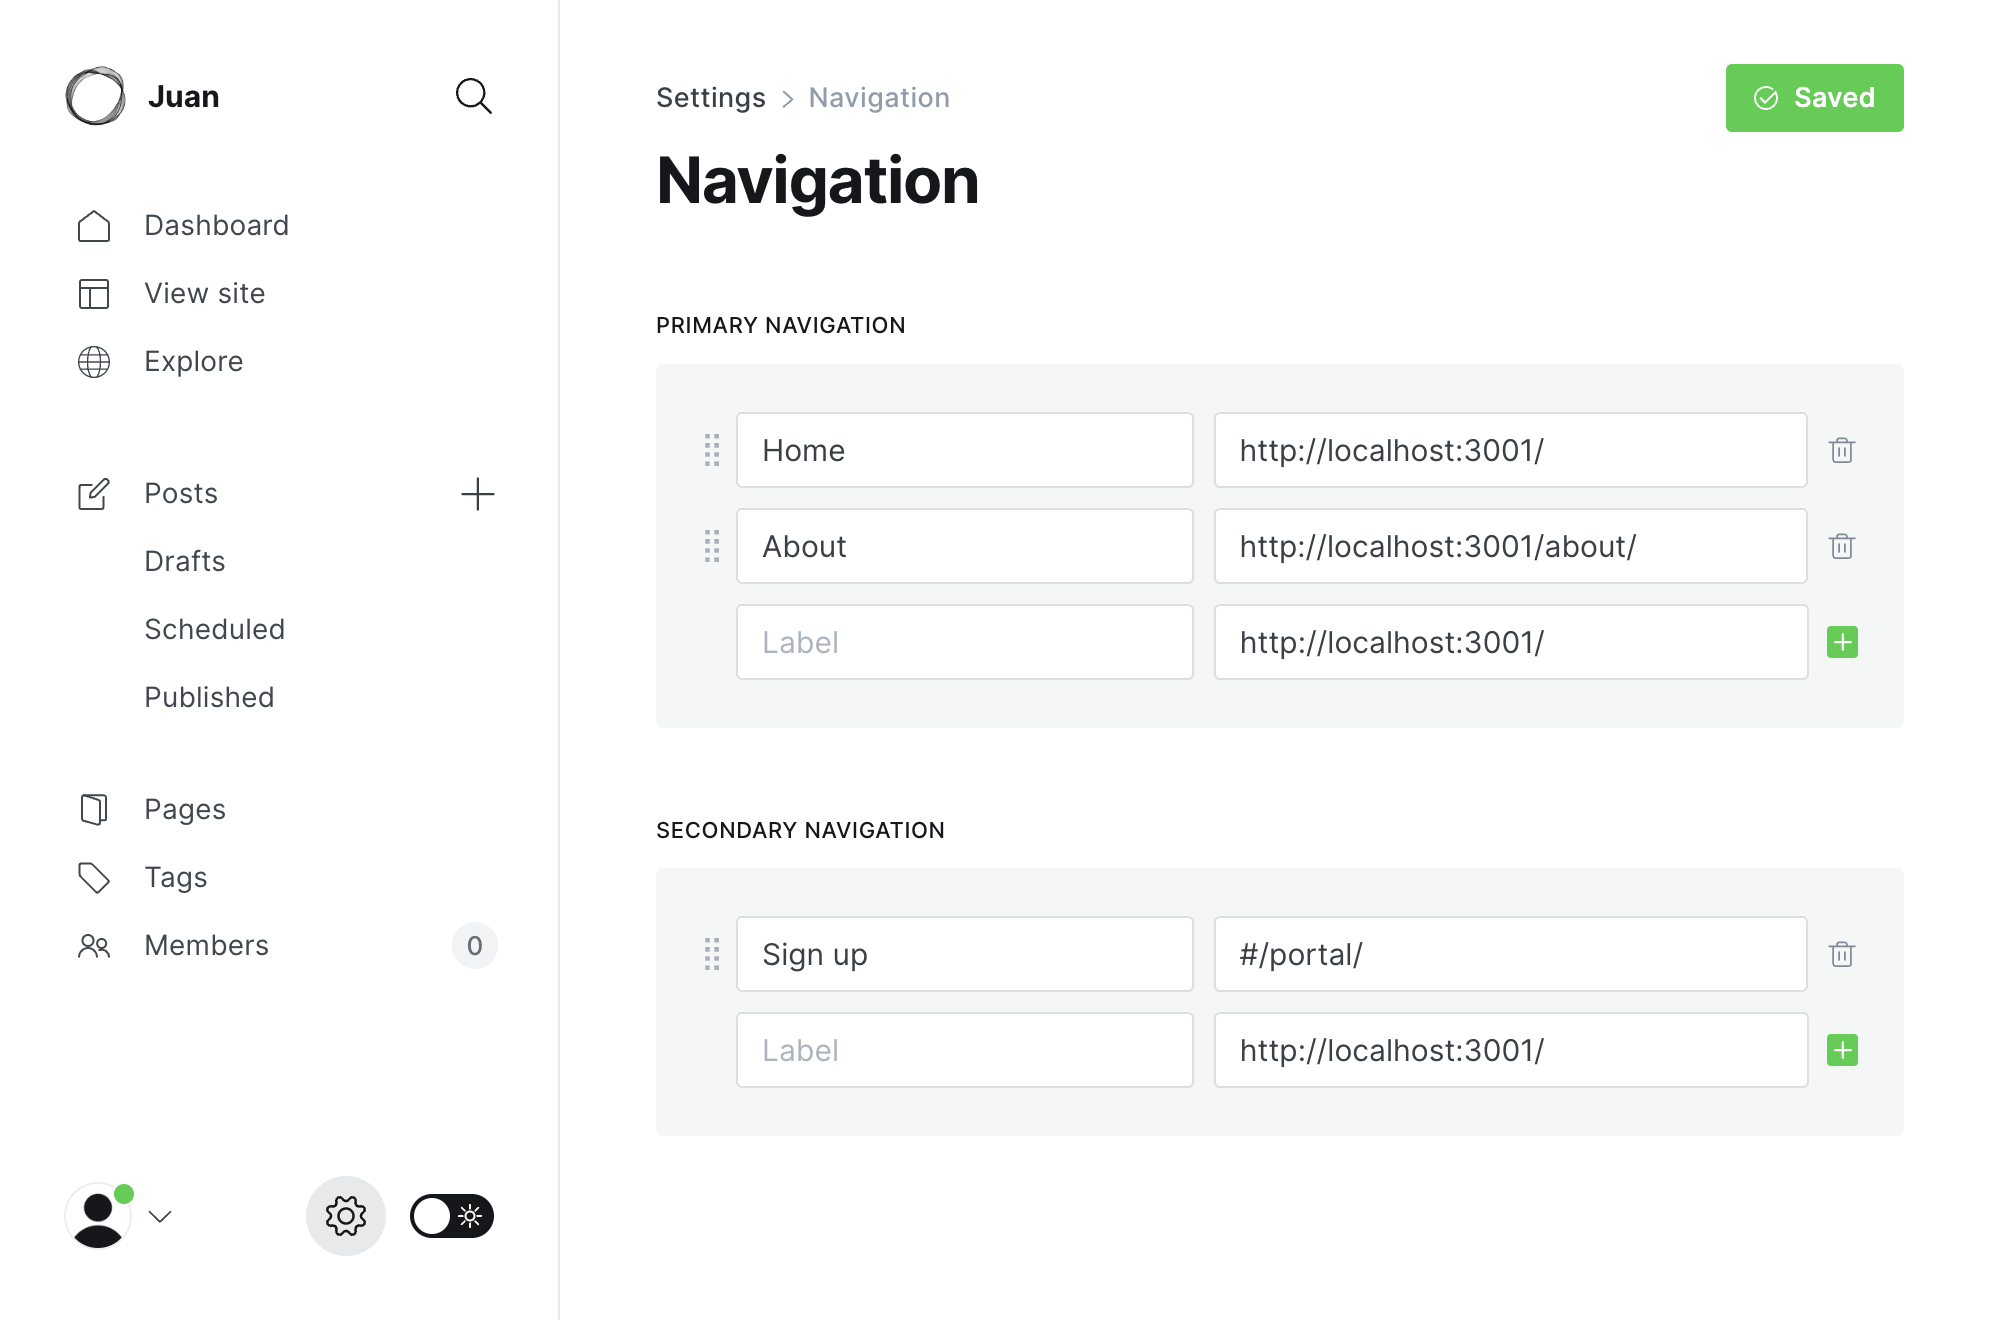 Juan
Dashboard
View site
Explore
Posts
Drafts
Scheduled
Published
Pages
Tags
Members 0
Settings > Navigation
Saved
Navigation
PRIMARY NAVIGATION
Home http://localhost:3001/
About http://localhost:3001/about/
Label http://localhost:3001/
SECONDARY NAVIGATION
Sign up #/portal/
Label http://localhost:3001/